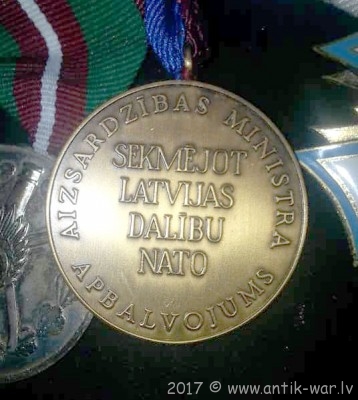 AIZSARDZĪBAS MINISTRA
SEKMĒJOT
LATVIJAS
DALĪBU
NATO
APBALVOJUMS
2017 © www.antik-war.lv